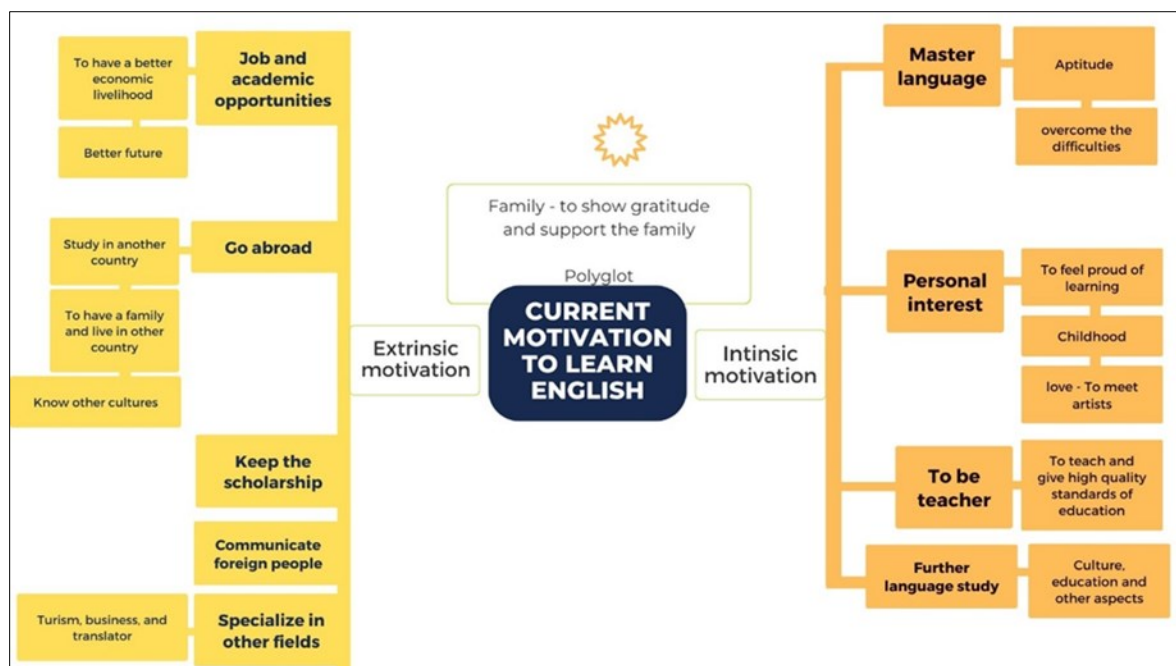 To have a better
economic
livelihood
Better future
Job and
academic
opportunities
Study in another
country
To have a family
and live in other
country
Know other cultures
Go abroad
Keep the
scholarship
Communicate
foreign people
Turism, business, and
translator
Specialize in
other fields
Extrinsic
motivation
Family - to show gratitude
and support the family
Polyglot
CURRENT
MOTIVATION
TO LEARN
ENGLISH
Intinsic
motivation
Master
language
Aptitude
overcome the
difficulties
Personal
interest
To feel proud of
learning
Childhood
love - To meet
artists
To be
teacher
To teach and
give high quality
standards of
education
Further
language study
Culture,
education and
other aspects